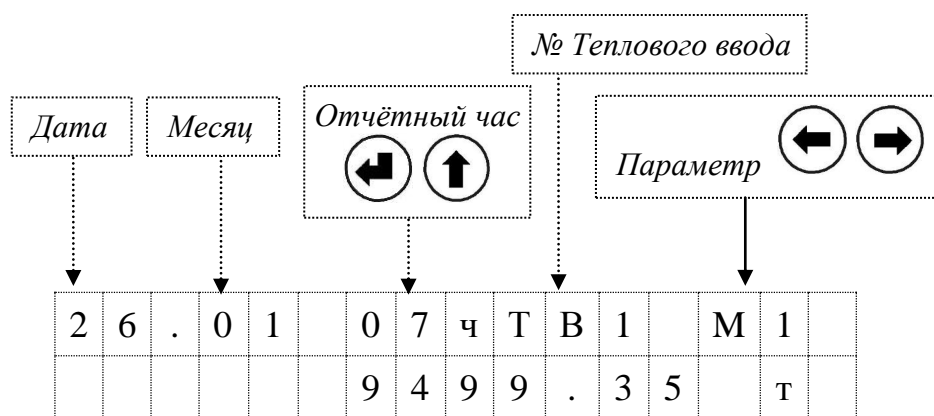 № Теплового ввода
Дата
Месяц
Отчётный час
Параметр
26.01 07чТВ1 М1
9499.35 т